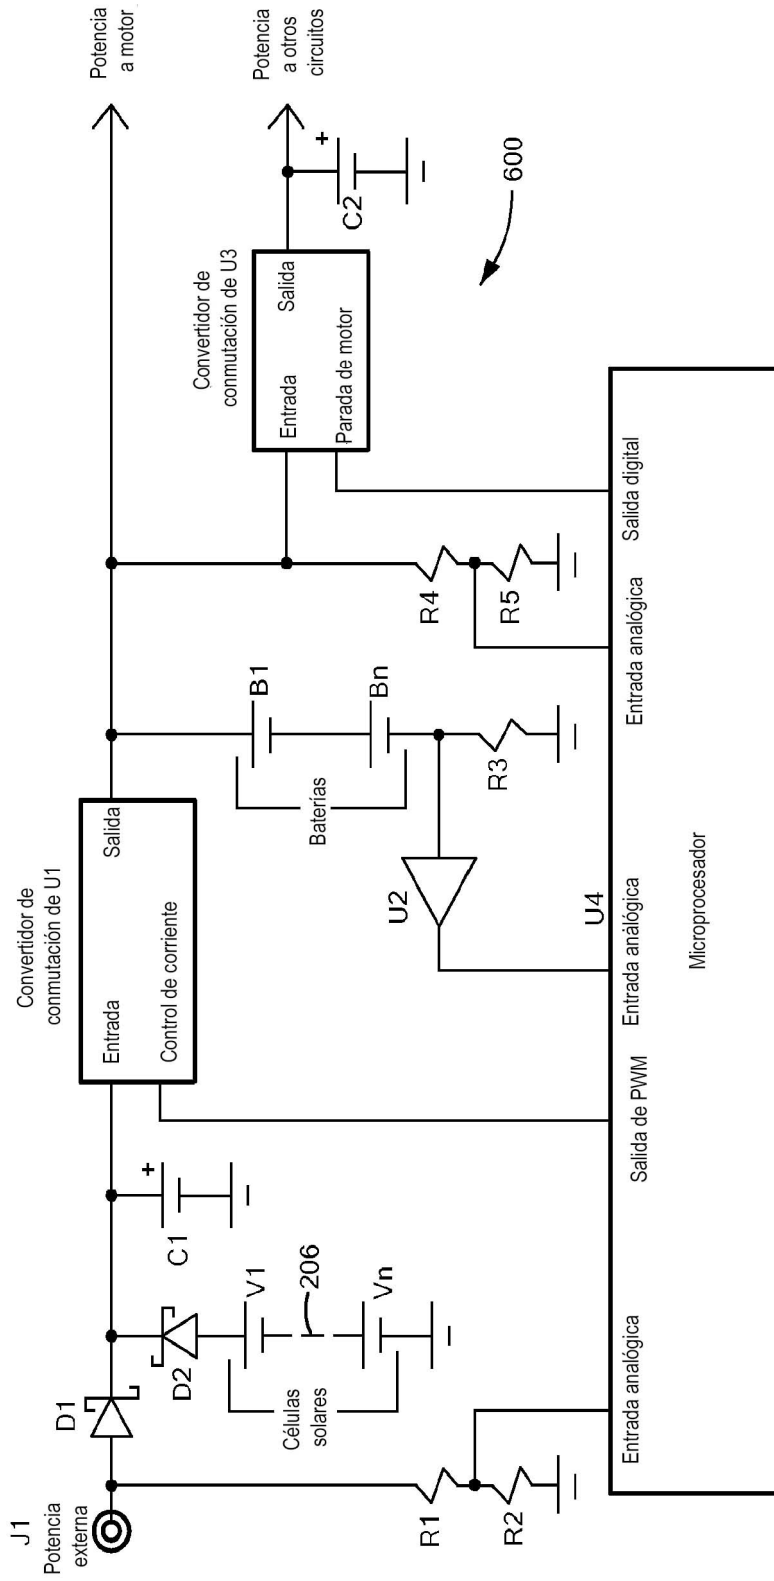 J1
Potencia
externa
D1
R1
R2
D2
V1
Vn
Células
solares
206
C1
+
Convertidor de
conmutación de U1
Entrada
Salida
Control de corriente
B1
Bn
Baterías
R3
U2
R4
R5
Convertidor de
conmutación de U3
Entrada
Salida
Parada de motor
C2
+
Potencia
a motor
Potencia
a otros
circuitos
600
U4
Entrada analógica
Salida de PWM
Entrada analógica
Entrada analógica
Salida digital
Microprocesador